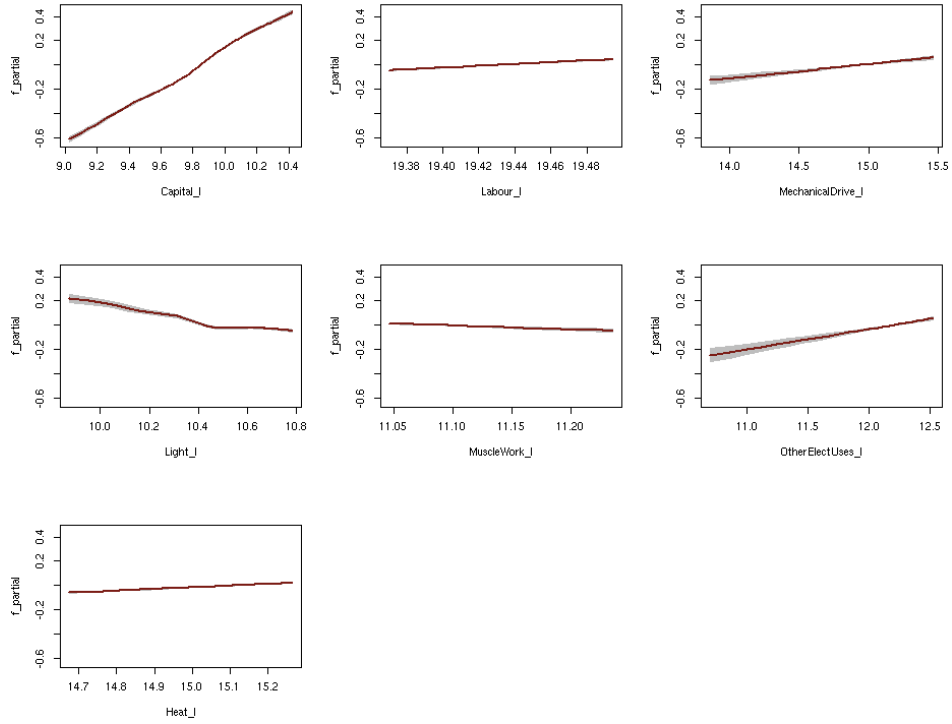 f_partial
0.4
0.2
-0.2
-0.6
9.0 9.2 9.4 9.6 9.8 10.0 10.2 10.4
Capital_l
f_partial
0.4
0.2
-0.2
-0.6
19.38 19.40 19.42 19.44 19.46 19.48
Labour_l
f_partial
0.4
0.2
-0.2
-0.6
14.0 14.5 15.0 15.5
MechanicalDrive_l
f_partial
0.4
0.2
-0.2
-0.6
10.0 10.2 10.4 10.6 10.8
Light_l
f_partial
0.4
0.2
-0.2
-0.6
11.05 11.10 11.15 11.20
MuscleWork_l
f_partial
0.4
0.2
-0.2
-0.6
11.0 11.5 12.0 12.5
OtherElectUses_l
f_partial
0.4
0.2
-0.2
-0.6
14.7 14.8 14.9 15.0 15.1 15.2
Heat_l